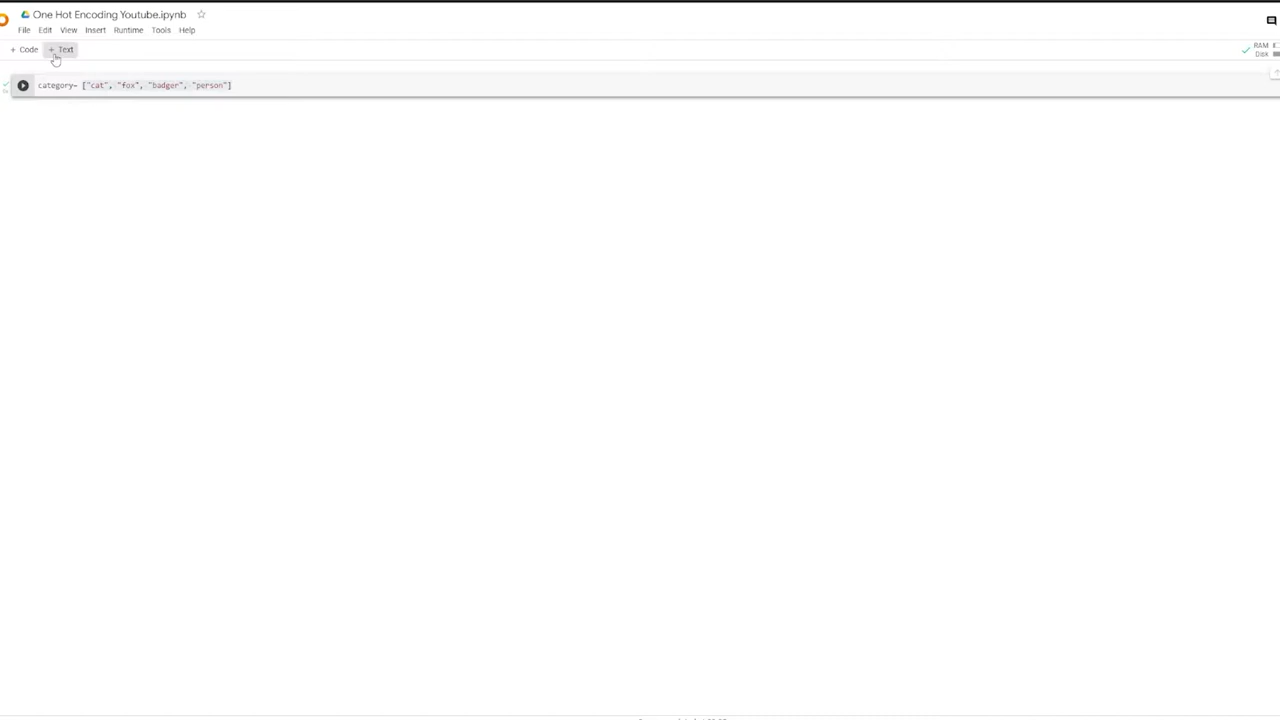 One Hot Encoding Youtube.ipynb
File Edit View Insert Runtime Tools Help
+ Code + Text
RAM
Disk
category= ["cat", "fox", "badger", "person"]